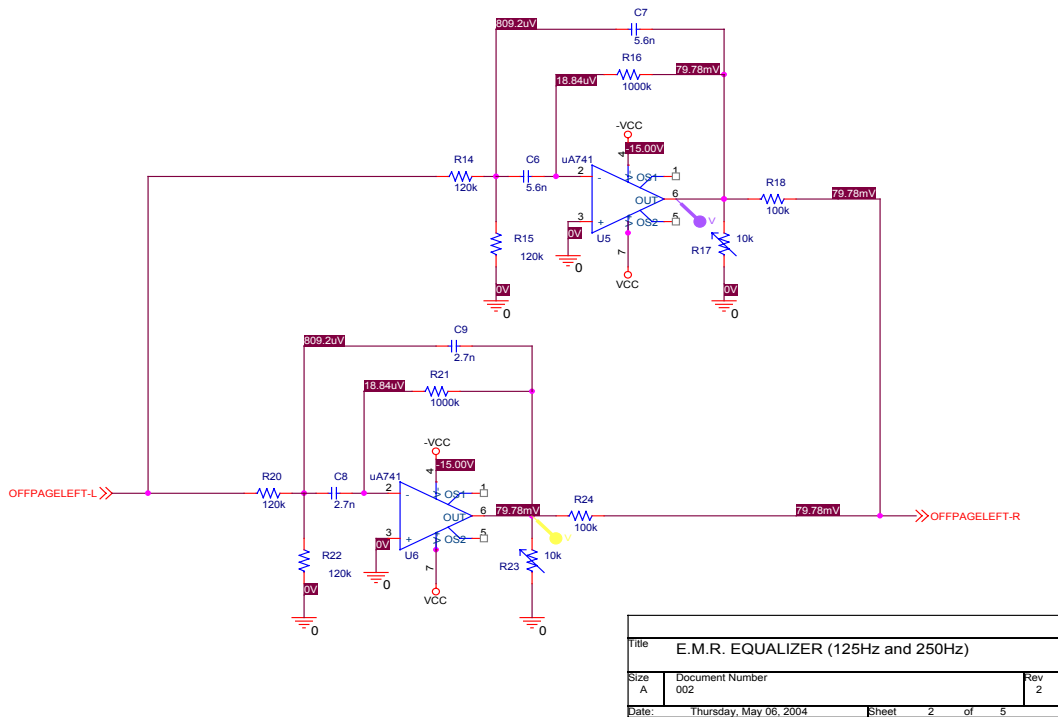 C7
809.2uV
5.6n
R16
79.78mV
18.84uV
1000k
-VCC
-15.00V
R14
C6
uA741
4
OS1
1
120k
5.6n
2
-
V-
OUT
6
R18
79.78mV
100k
3
+
V+
OS2
5
V
0V
U5
R15
120k
R17
10k
0
7
VCC
0V
0V
0
0
C9
809.2uV
2.7n
R21
18.84uV
1000k
-VCC
-15.00V
R20
C8
uA741
4
OS1
1
OFFPAGELEFT-L
120k
2.7n
2
-
V-
OUT
6
79.78mV
R24
100k
79.78mV
OFFPAGELEFT-R
3
+
V+
OS2
5
V
0V
U6
R22
120k
R23
10k
0
7
VCC
0V
0
0
Title
E.M.R. EQUALIZER (125Hz and 250Hz)
Size
Document Number
Rev
A
002
2
Date:
Thursday, May 06, 2004
Sheet
2
of
5